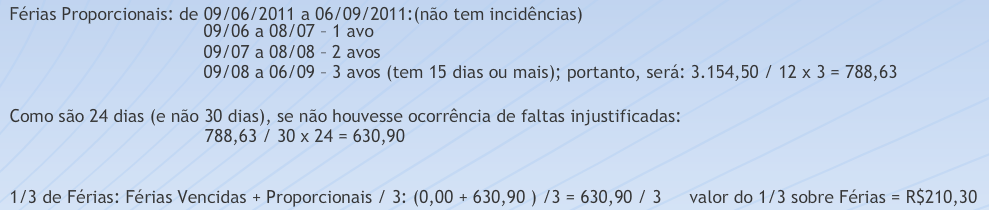 Férias Proporcionais: de 09/06/2011 a 06/09/2011:(não tem incidências)
09/06 a 08/07 - 1 avo
09/07 a 08/08 - 2 avos
09/08 a 06/09 - 3 avos (tem 15 dias ou mais); portanto, será: 3.154,50 / 12 x 3 = 788,63
Como são 24 dias (e não 30 dias), se não houvesse ocorrência de faltas injustificadas:
788,63 / 30 x 24 = 630,90
1/3 de Férias: Férias Vencidas + Proporcionais / 3: (0,00 + 630,90 ) /3 = 630,90 / 3 valor do 1/3 sobre Férias = R$210,30